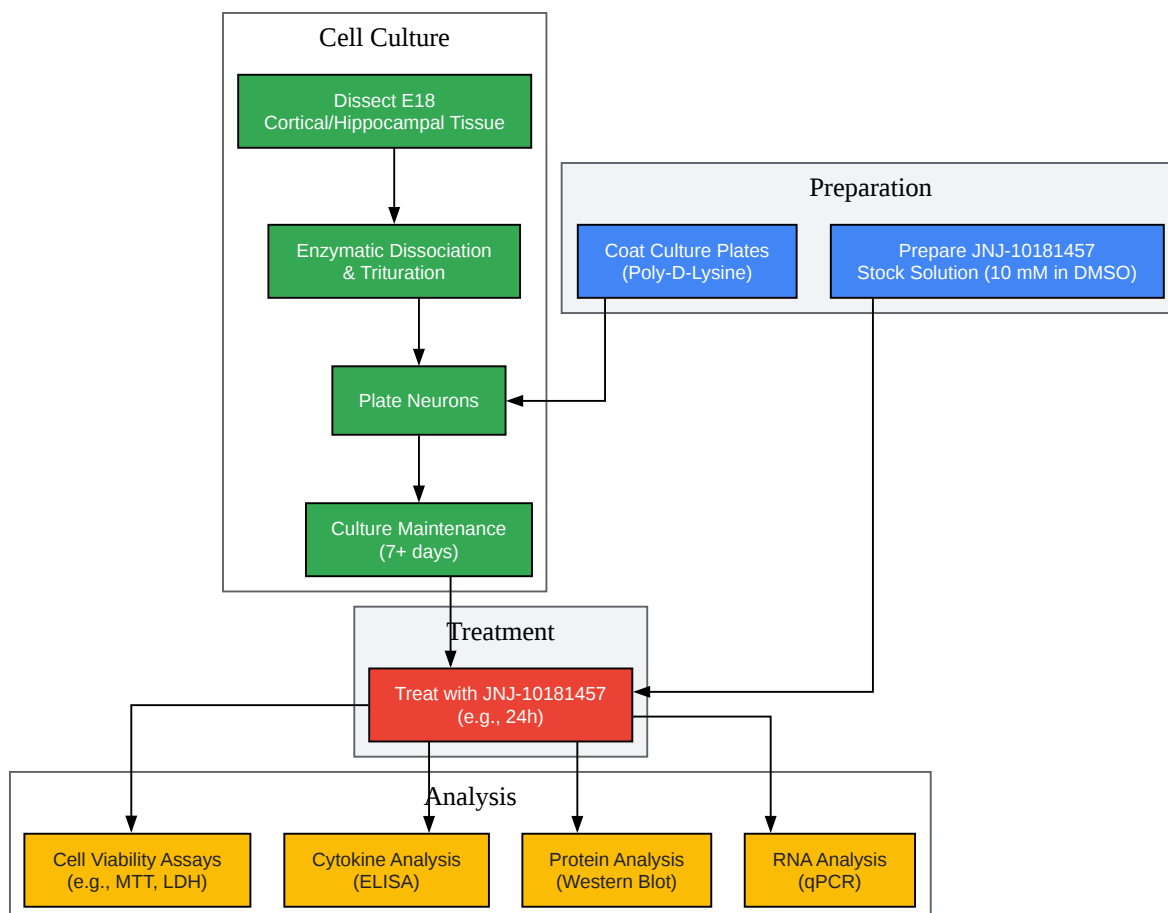 Cell Culture
Dissect E18
Cortical/Hippocampal Tissue
Enzymatic Dissociation
& Trituration
Plate Neurons
Culture Maintenance
(7+ days)
Preparation
Coat Culture Plates
(Poly-D-Lysine)
Prepare JNJ-10181457
Stock Solution (10 mM in DMSO)
Treatment
Treat with JNJ-10181457
(e.g., 24h)
Analysis
Cell Viability Assays
(e.g., MTT, LDH)
Cytokine Analysis
(ELISA)
Protein Analysis
(Western Blot)
RNA Analysis
(qPCR)